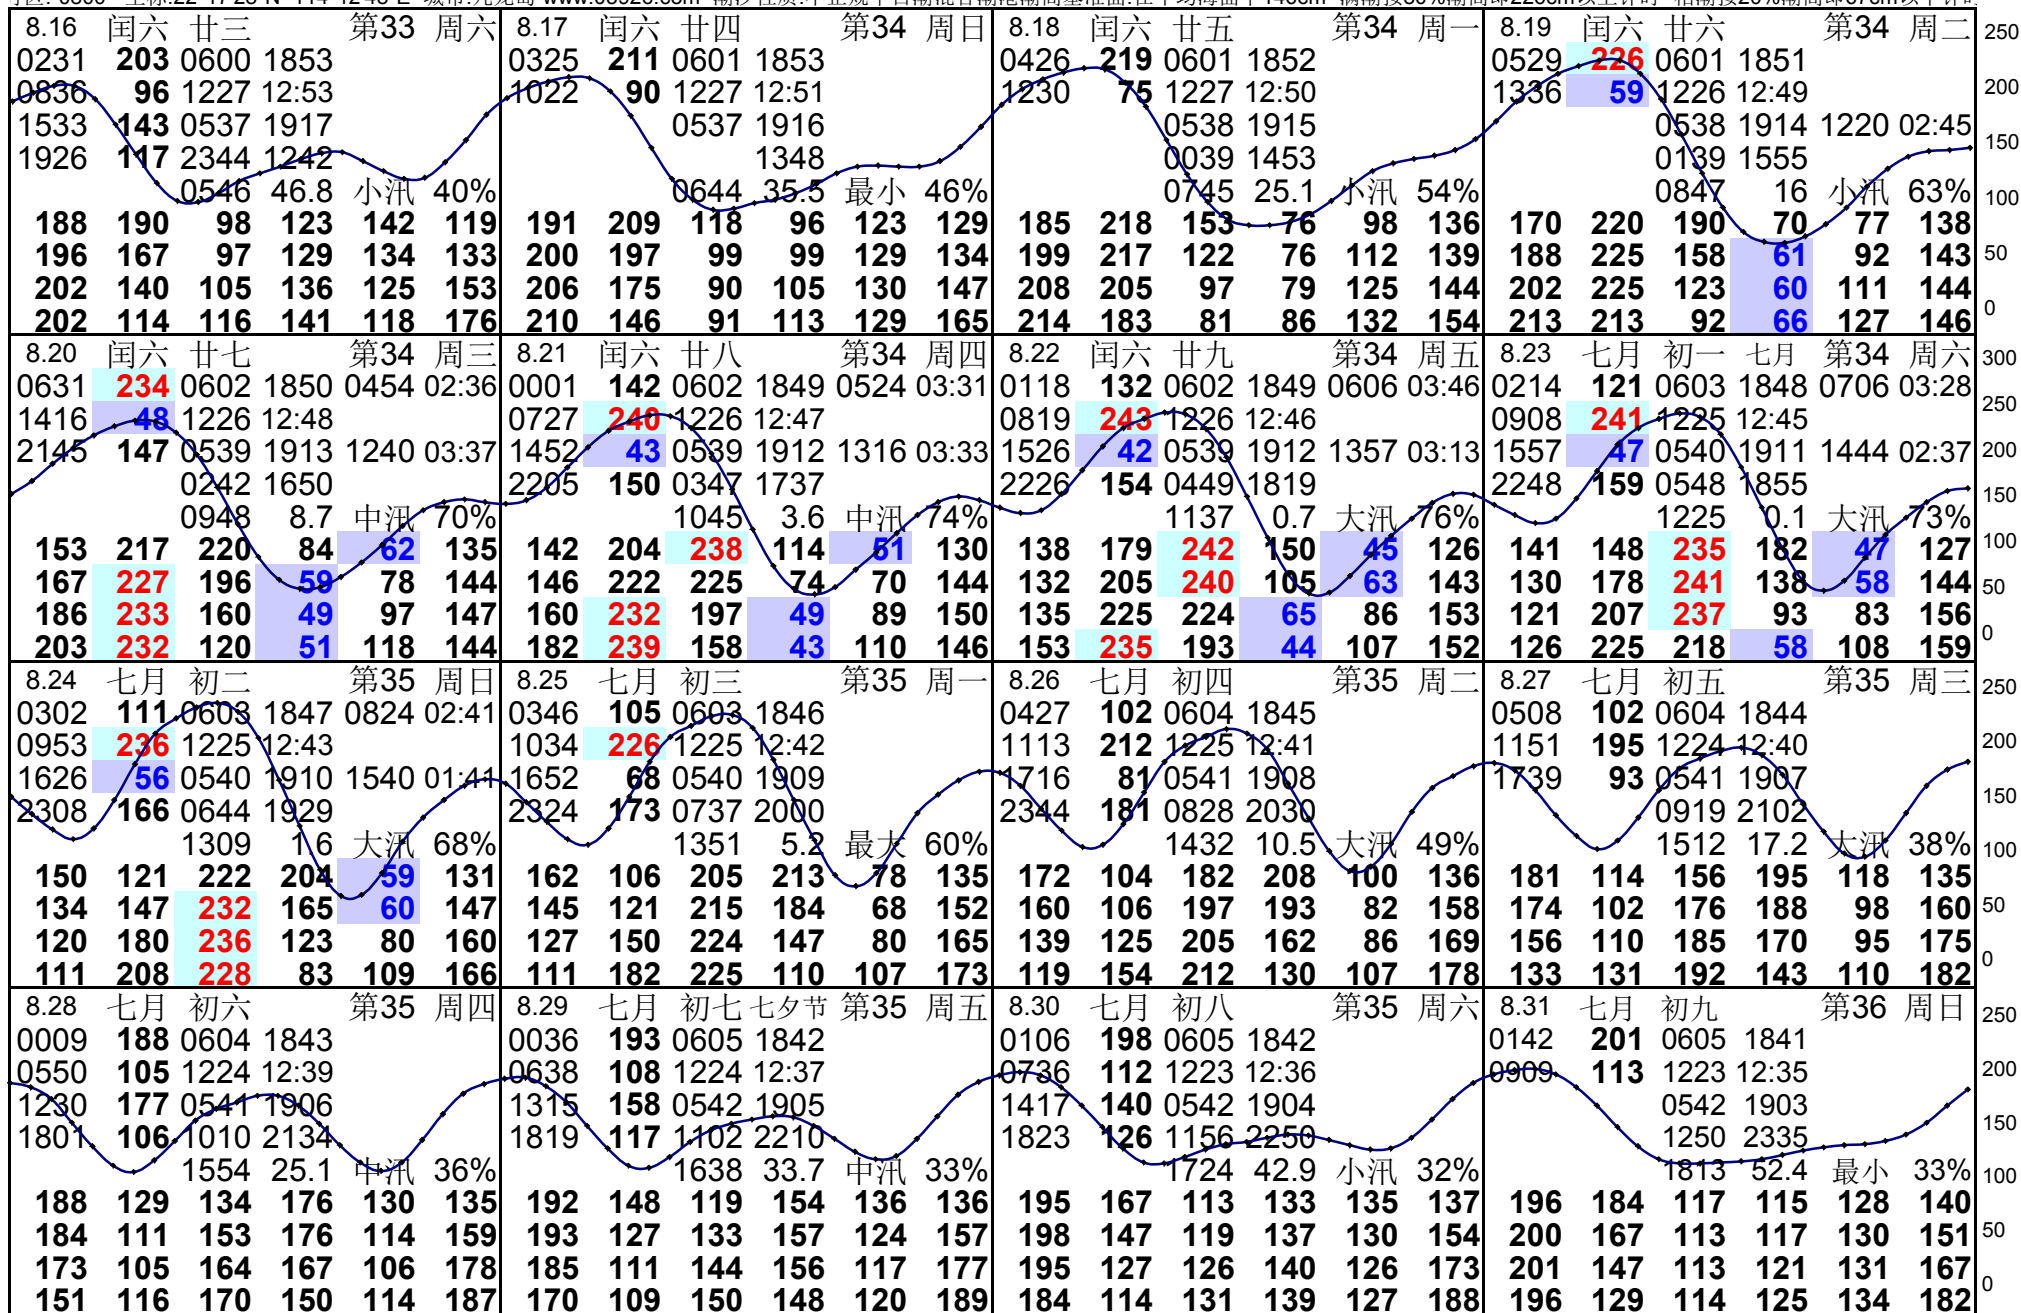 8.16 闰六 廿三 第33 周六
0231 203 0600 1853
0836 96 1227 12:53
1533 143 0537 1917
1926 117 2344 1242
0546 46.8 小汛 40%
188 190 98 123 142 119
196 167 97 129 134 133
202 140 105 136 125 153
202 114 116 141 118 176
8.17 闰六 廿四 第34 周日
0325 211 0601 1853
1022 90 1227 12:51
0537 1916
1348
0644 35.5 最小 46%
191 209 118 96 123 129
200 197 99 99 129 134
206 175 90 105 130 147
210 146 91 113 129 165
8.18 闰六 廿五 第34 周一
0426 219 0601 1852
1230 75 1227 12:50
0538 1915
0039 1453
0745 25.1 小汛 54%
185 218 153 76 98 136
199 217 122 76 112 139
208 205 97 79 125 144
214 183 81 86 132 154
8.19 闰六 廿六 第34 周二
0529 226 0601 1851
1336 59 1226 12:49
0538 1914 1220 02:45
0139 1555
0847 16 小汛 63%
170 220 190 70 77 138
188 225 158 61 92 143
202 225 123 60 111 144
213 213 92 66 127 146
250
200
150
100
50
0
8.20 闰六 廿七 第34 周三
0631 234 0602 1850 0454 02:36
1416 48 1226 12:48
2145 147 0539 1913 1240 03:37
0242 1650
0948 8.7 中汛 70%
153 217 220 84 62 135
167 227 196 59 78 144
186 233 160 49 97 147
203 232 120 51 118 144
8.21 闰六 廿八 第34 周四
0001 142 0602 1849 0524 03:31
0727 240 1226 12:47
1452 43 0539 1912 1316 03:33
2205 150 0347 1737
1045 3.6 中汛 74%
142 204 238 114 51 130
146 222 225 74 70 144
160 232 197 49 89 150
182 239 158 43 110 146
8.22 闰六 廿九 第34 周五
0118 132 0602 1849 0606 03:46
0819 243 1226 12:46
1526 42 0539 1912 1357 03:13
2226 154 0449 1819
1137 0.7 大汛 76%
138 179 242 150 45 126
132 205 240 105 63 143
135 225 224 65 86 153
153 235 193 44 107 152
8.23 七月 初一 七月 第34 周六
0214 121 0603 1848 0706 03:28
0908 241 1225 12:45
1557 47 0540 1911 1444 02:37
2248 159 0548 1855
1225 0.1 大汛 73%
141 148 235 182 47 127
130 178 241 138 58 144
121 207 237 93 83 156
126 225 218 58 108 159
300
250
200
150
100
50
0
8.24 七月 初二 第35 周日
0302 111 0603 1847 0824 02:41
0953 236 1225 12:43
1626 56 0540 1910 1540 01:41
2308 166 0644 1929
1309 1.6 大汛 68%
150 121 222 204 59 131
134 147 232 165 60 147
120 180 236 123 80 160
111 208 228 83 109 166
8.25 七月 初三 第35 周一
0346 105 0603 1846
1034 226 1225 12:42
1652 68 0540 1909
2324 173 0737 2000
1351 5.2 最大 60%
162 106 205 213 78 135
145 121 215 184 68 152
127 150 224 147 80 165
111 182 225 110 107 173
8.26 七月 初四 第35 周二
0427 102 0604 1845
1113 212 1225 12:41
1716 81 0541 1908
2344 181 0828 2030
1432 10.5 大汛 49%
172 104 182 208 100 136
160 106 197 193 82 158
139 125 205 162 86 169
119 154 212 130 107 178
8.27 七月 初五 第35 周三
0508 102 0604 1844
1151 195 1224 12:40
1739 93 0541 1907
0919 2102
1512 17.2 大汛 38%
181 114 156 195 118 135
174 102 176 188 98 160
156 110 185 170 95 175
133 131 192 143 110 182
250
200
150
100
50
0
8.28 七月 初六 第35 周四
0009 188 0604 1843
0550 105 1224 12:39
1230 177 0541 1906
1801 106 1010 2134
1554 25.1 中汛 36%
188 129 134 176 130 135
184 111 153 176 114 159
173 105 164 167 106 178
151 116 170 150 114 187
8.29 七月 初七 七夕节 第35 周五
0036 193 0605 1842
0638 108 1224 12:37
1315 158 0542 1905
1819 117 1102 2210
1638 33.7 中汛 33%
192 148 119 154 136 136
193 127 133 157 124 157
185 111 144 156 117 177
170 109 150 148 120 189
8.30 七月 初八 第35 周六
0106 198 0605 1842
0736 112 1223 12:36
1417 140 0542 1904
1823 126 1156 2250
1724 42.9 小汛 32%
195 167 113 133 135 137
198 147 119 137 130 154
195 127 126 140 126 173
184 114 131 139 127 188
8.31 七月 初九 第36 周日
0142 201 0605 1841
0909 113 1223 12:35
0542 1903
1250 2335
1813 52.4 最小 33%
196 184 117 115 128 140
200 167 113 117 130 151
201 147 113 121 131 167
196 129 114 125 134 182
250
200
150
100
50
0